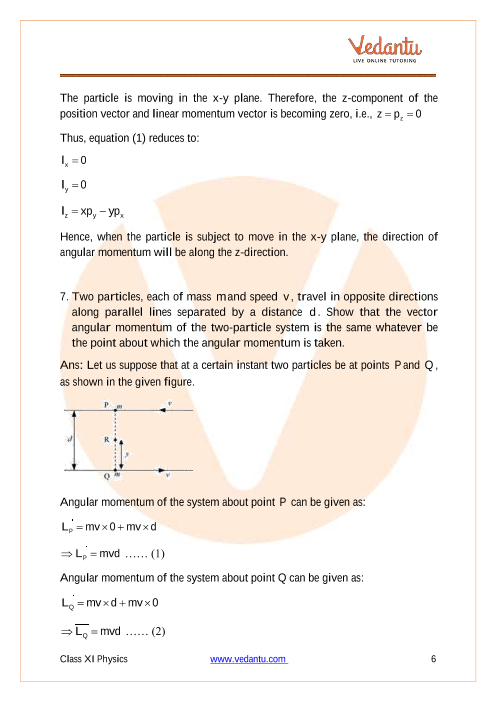 Vedantu
LIVE ONLINE TUTORING
The particle is moving in the x-y plane. Therefore, the z-component of the
position vector and linear momentum vector is becoming zero, i.e., z = p_z = 0
Thus, equation (1) reduces to:
l_x = 0
l_y = 0
l_z = xp_y − yp_x
Hence, when the particle is subject to move in the x-y plane, the direction of
angular momentum will be along the z-direction.
7. Two particles, each of mass m and speed v, travel in opposite directions
along parallel lines separated by a distance d. Show that the vector
angular momentum of the two-particle system is the same whatever be
the point about which the angular momentum is taken.
Ans: Let us suppose that at a certain instant two particles be at points P and Q,
as shown in the given figure.
P m v
d R y
Q m v
Angular momentum of the system about point P can be given as:
L_P = mv × 0 + mv × d
⇒ L_P = mvd ...... (1)
Angular momentum of the system about point Q can be given as:
L_Q = mv × d + mv × 0
⇒ L_Q = mvd ...... (2)
Class XI Physics www.vedantu.com 6